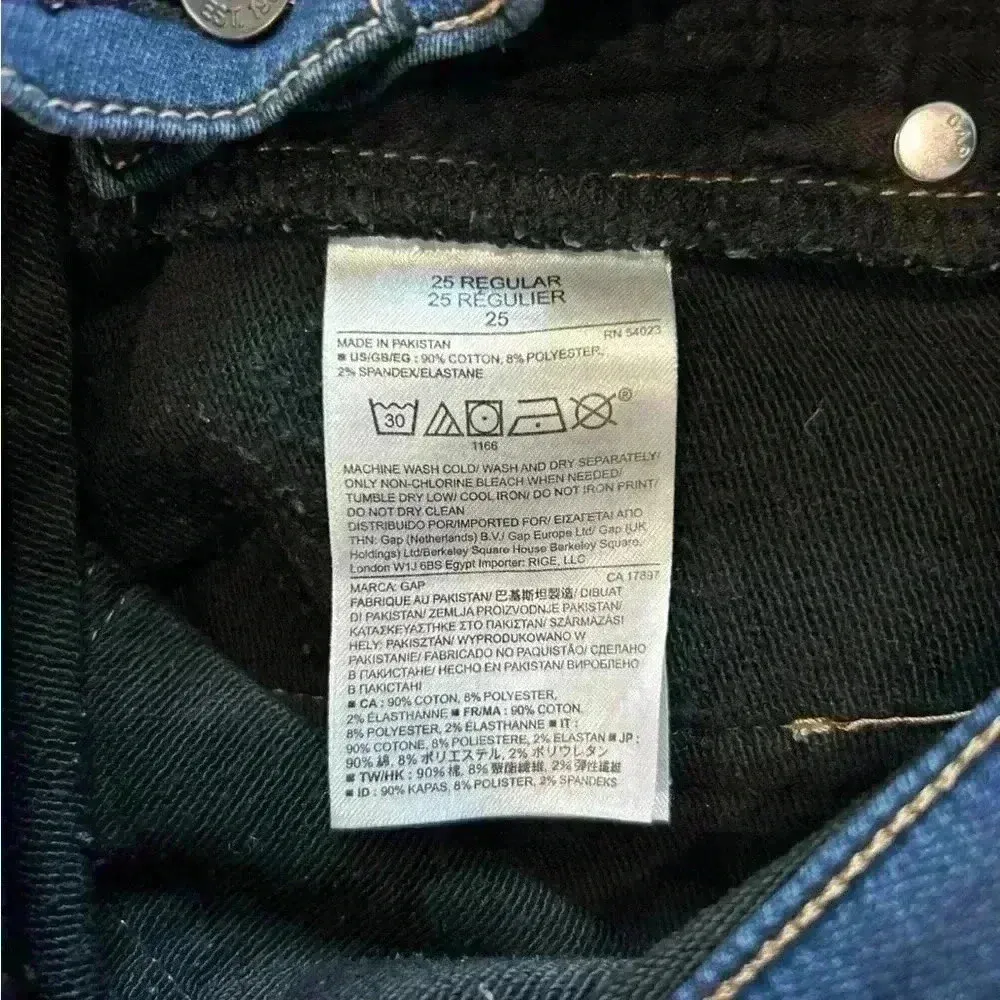 EST. 19
GAP
25 REGULAR
25 RÉGULIER
25
RN 54023
MADE IN PAKISTAN
■ US/GB/EG : 90% COTTON, 8% POLYESTER,
2% SPANDEX/ELASTANE
30
®
1166
MACHINE WASH COLD/ WASH AND DRY SEPARATELY/
ONLY NON-CHLORINE BLEACH WHEN NEEDED/
TUMBLE DRY LOW/ COOL IRON/ DO NOT IRON PRINT/
DO NOT DRY CLEAN
DISTRIBUIDO POR/IMPORTED FOR/ ΕΙΣΑΓΕΤΑΙ ΑΠΟ
ΤΗΝ: Gap (Netherlands) B.V./ Gap Europe Ltd/ Gap (UK
Holdings) Ltd/Berkeley Square House Berkeley Square,
London W1J 6BS Egypt Importer: RIGE, LLC
CA 17897
MARCA: GAP
FABRIQUÉ AU PAKISTAN/ 巴基斯坦製造/ DIBUAT
DI PAKISTAN/ ZEMLJA PROIZVODNJE PAKISTAN/
ΚΑΤΑΣΚΕΥΑΣΤΗΚΕ ΣΤΟ ΠΑΚΙΣΤΑΝ/ SZÁRMAZÁSI
HELY: PAKISZTÁN/ WYPRODUKOWANO W
PAKISTANIE/ FABRICADO NO PAQUISTÃO/ СДЕЛАНО
В ПАКИСТАНЕ/ HECHO EN PAKISTAN/ ВИРОБЛЕНО
В ПАКИСТАНІ
■ CA : 90% COTON, 8% POLYESTER,
2% ÉLASTHANNE ■ FR/MA : 90% COTON,
8% POLYESTER, 2% ÉLASTHANNE ■ IT :
90% COTONE, 8% POLIESTERE, 2% ELASTAN ■ JP :
90% 綿, 8% ポリエステル, 2% ポリウレタン
■ TW/HK : 90% 棉, 8% 聚酯纖維, 2% 彈性纖維
■ ID : 90% KAPAS, 8% POLISTER, 2% SPANDEKS